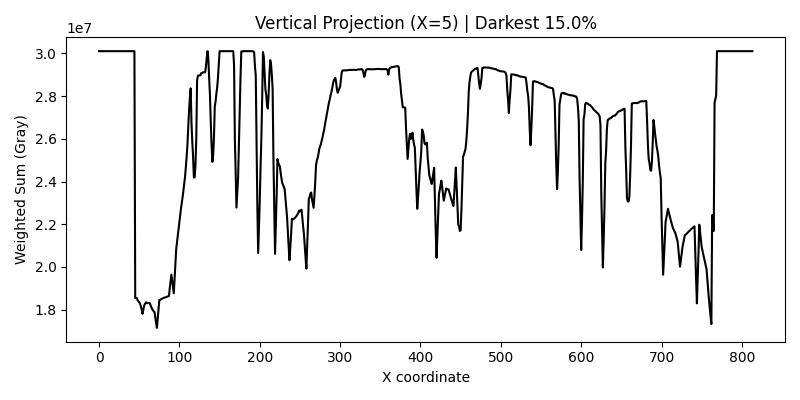 Vertical Projection (X=5) | Darkest 15.0%
1e7
3.0
2.8
2.6
2.4
2.2
2.0
1.8
Weighted Sum (Gray)
0 100 200 300 400 500 600 700 800
X coordinate